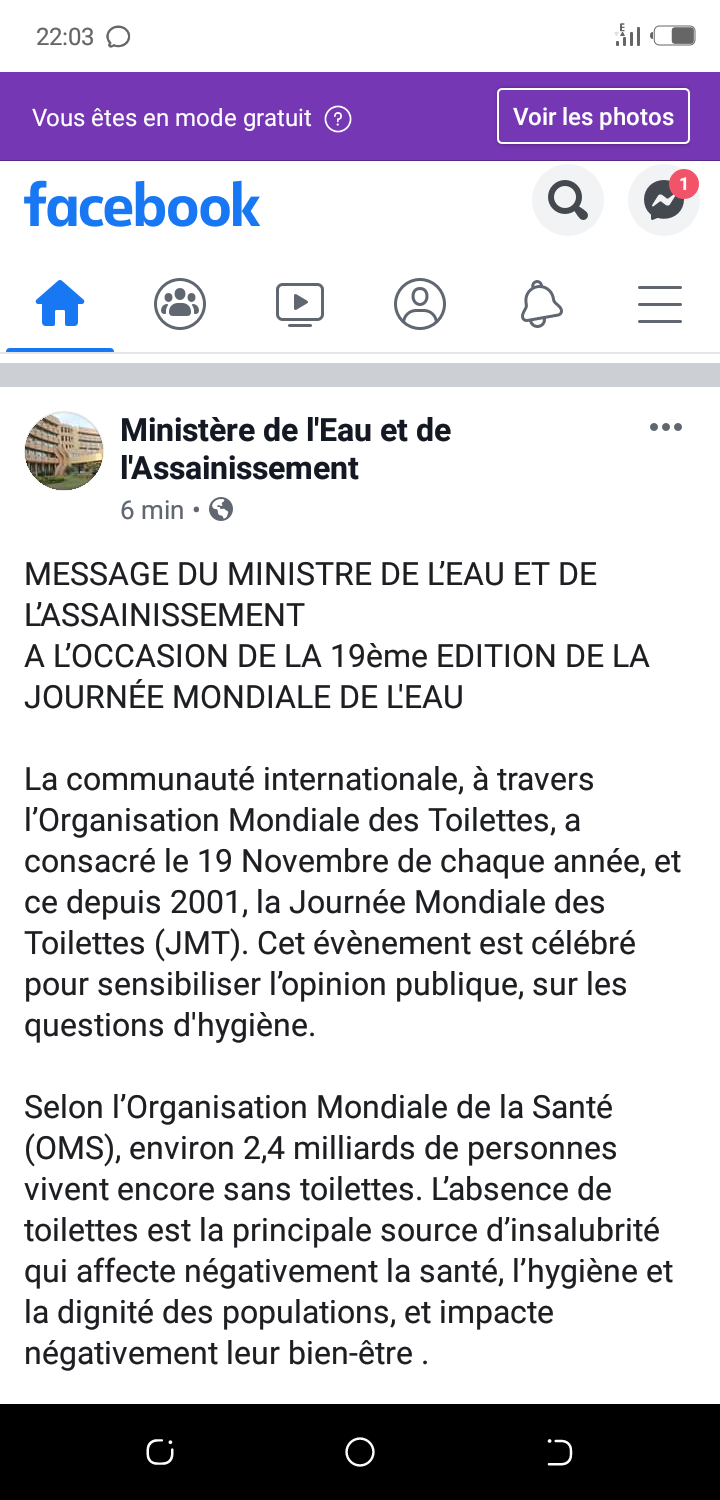 22:03
Vous êtes en mode gratuit ?
Voir les photos
facebook
1
Ministère de l'Eau et de
l'Assainissement
6 min •
MESSAGE DU MINISTRE DE L’EAU ET DE
L’ASSAINISSEMENT
A L’OCCASION DE LA 19ème EDITION DE LA
JOURNÉE MONDIALE DE L'EAU
La communauté internationale, à travers
l’Organisation Mondiale des Toilettes, a
consacré le 19 Novembre de chaque année, et
ce depuis 2001, la Journée Mondiale des
Toilettes (JMT). Cet évènement est célébré
pour sensibiliser l’opinion publique, sur les
questions d'hygiène.
Selon l’Organisation Mondiale de la Santé
(OMS), environ 2,4 milliards de personnes
vivent encore sans toilettes. L’absence de
toilettes est la principale source d’insalubrité
qui affecte négativement la santé, l’hygiène et
la dignité des populations, et impacte
négativement leur bien-être .